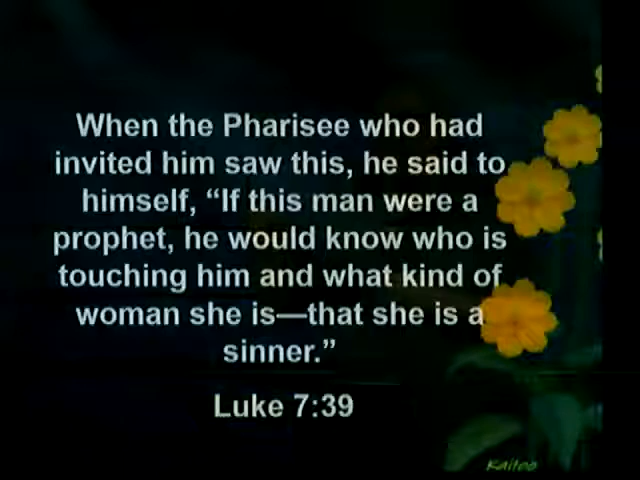 When the Pharisee who had
invited him saw this, he said to
himself, “If this man were a
prophet, he would know who is
touching him and what kind of
woman she is—that she is a
sinner.”
Luke 7:39
Kaitoo